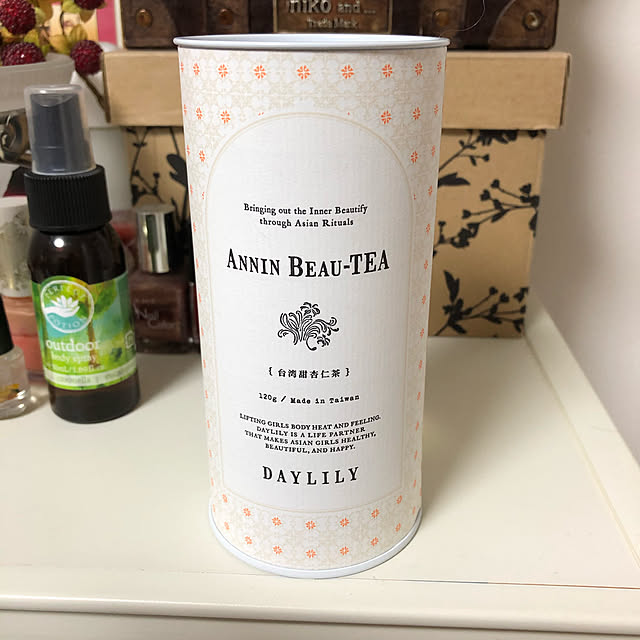 niko and...
Trade Mark
Bringing out the Inner Beautify
through Asian Rituals
ANNIN BEAU-TEA
{ 台湾甜杏仁茶 }
120g / Made in Taiwan
LIFTING GIRLS BODY HEAT AND FEELING.
DAYLILY IS A LIFE PARTNER
THAT MAKES ASIAN GIRLS HEALTHY,
BEAUTIFUL, AND HAPPY.
DAYLILY
outdoor
body spray